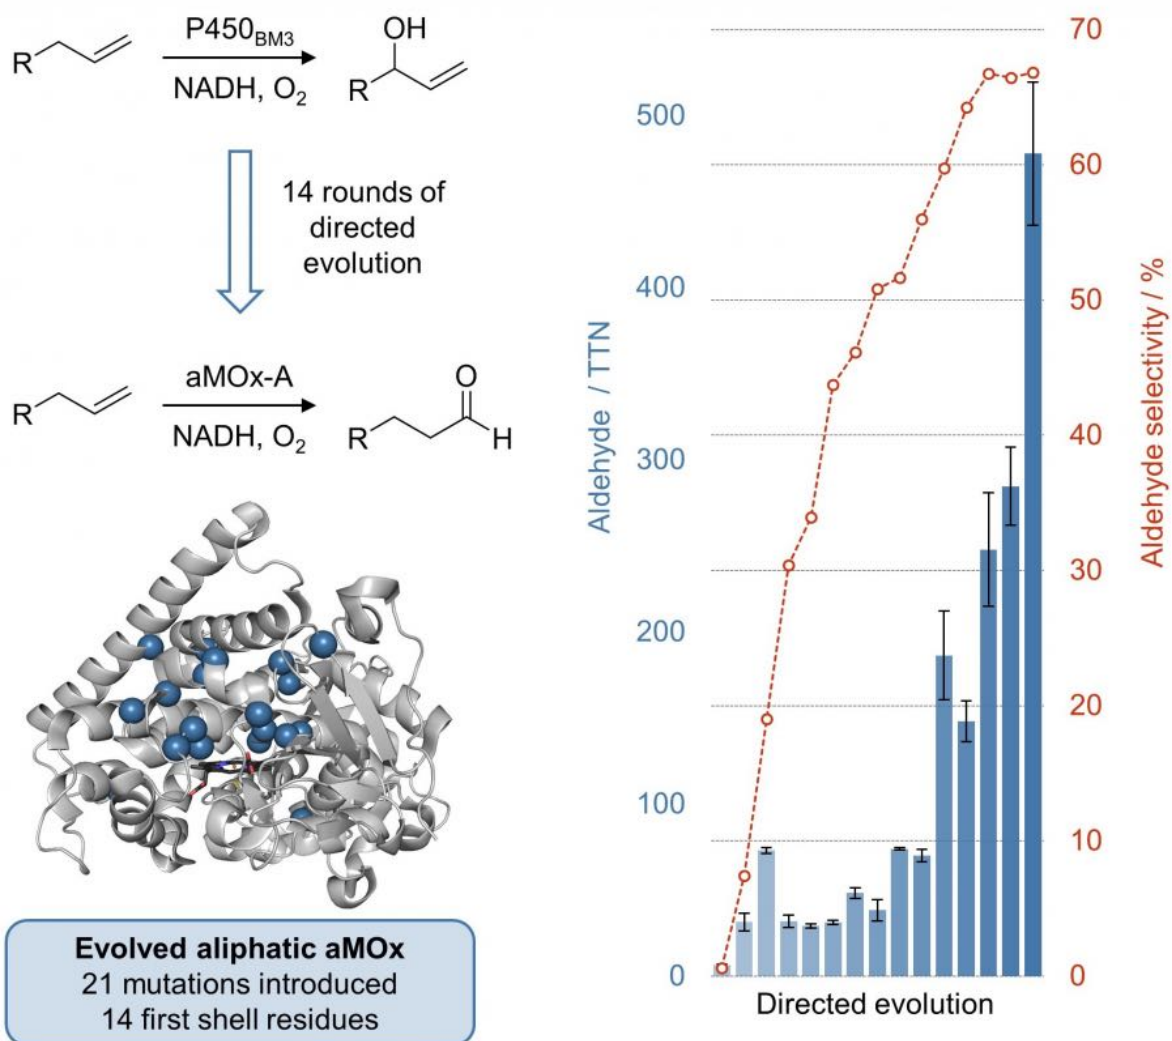 R
P450BM3
NADH, O2
OH
R
14 rounds of
directed
evolution
R
aMOx-A
NADH, O2
R
O
H
Evolved aliphatic aMOx
21 mutations introduced
14 first shell residues
Aldehyde / TTN
500
400
300
200
100
0
70
60
50
40
30
20
10
0
Aldehyde selectivity / %
Directed evolution